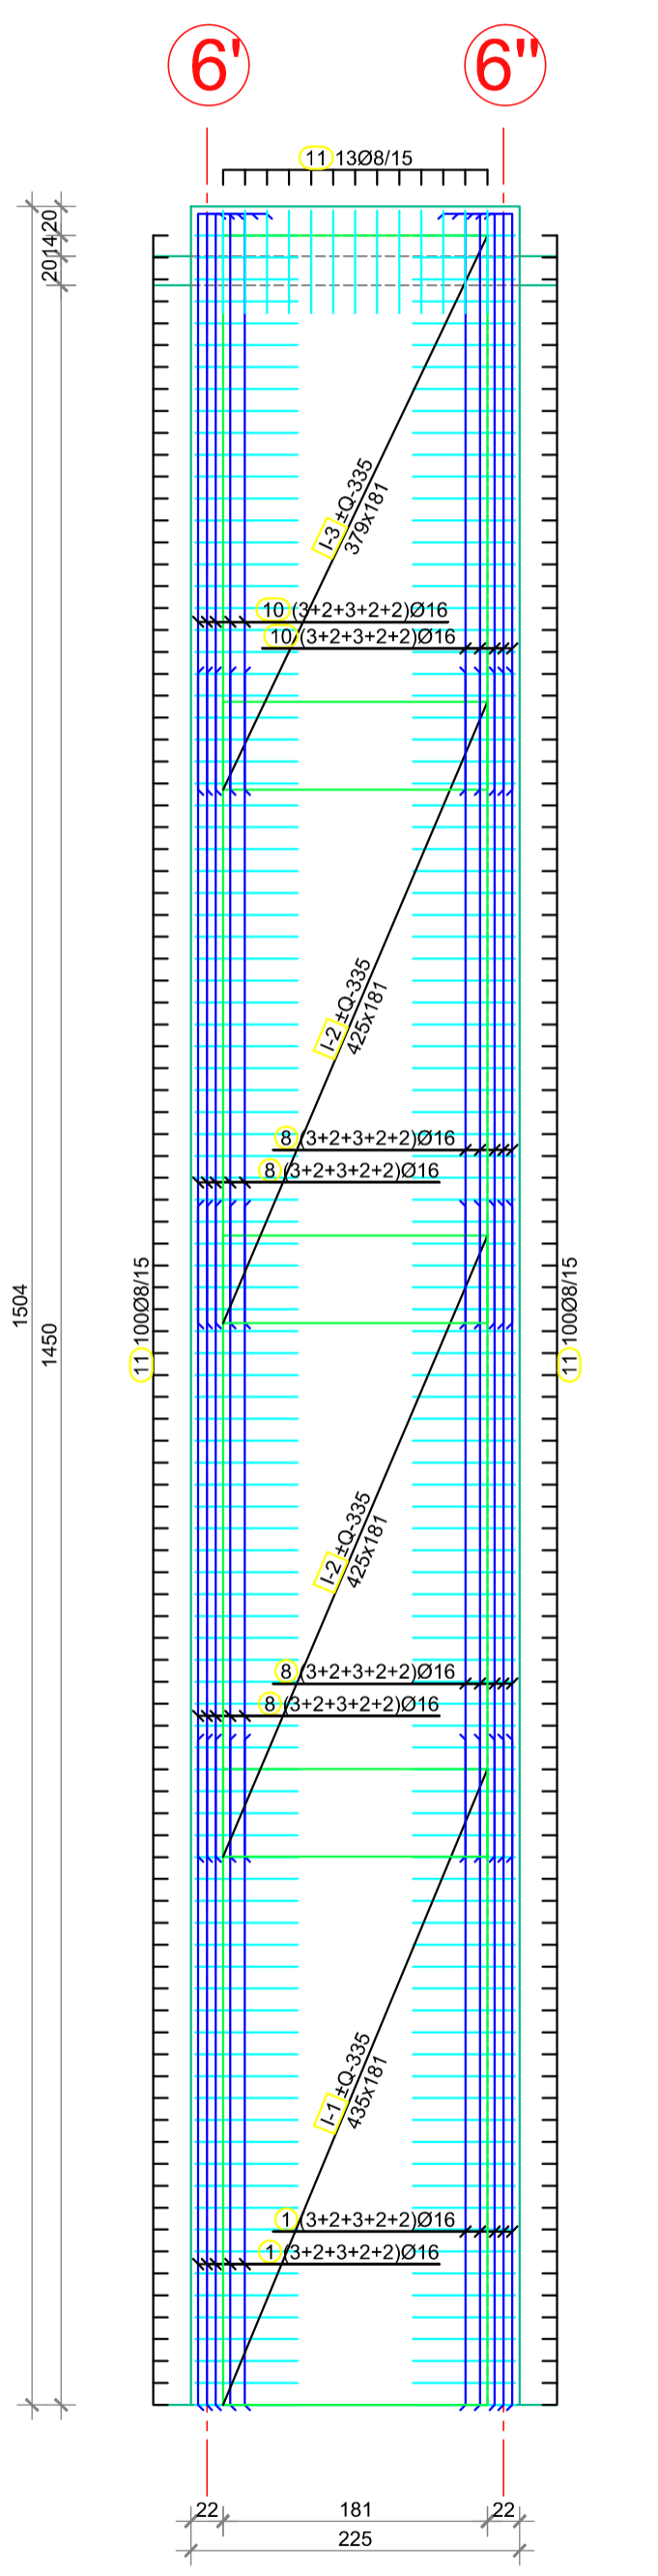 6' 6"
11 13Ø8/15
20
14
20
I-3 ±Q-335
379x181
10 (3+2+3+2+2)Ø16
10 (3+2+3+2+2)Ø16
I-2 ±Q-335
425x181
8 (3+2+3+2+2)Ø16
8 (3+2+3+2+2)Ø16
1504
1450
11 100Ø8/15
11 100Ø8/15
I-2 ±Q-335
425x181
8 (3+2+3+2+2)Ø16
8 (3+2+3+2+2)Ø16
I-1 ±Q-335
435x181
1 (3+2+3+2+2)Ø16
1 (3+2+3+2+2)Ø16
22 181 22
225